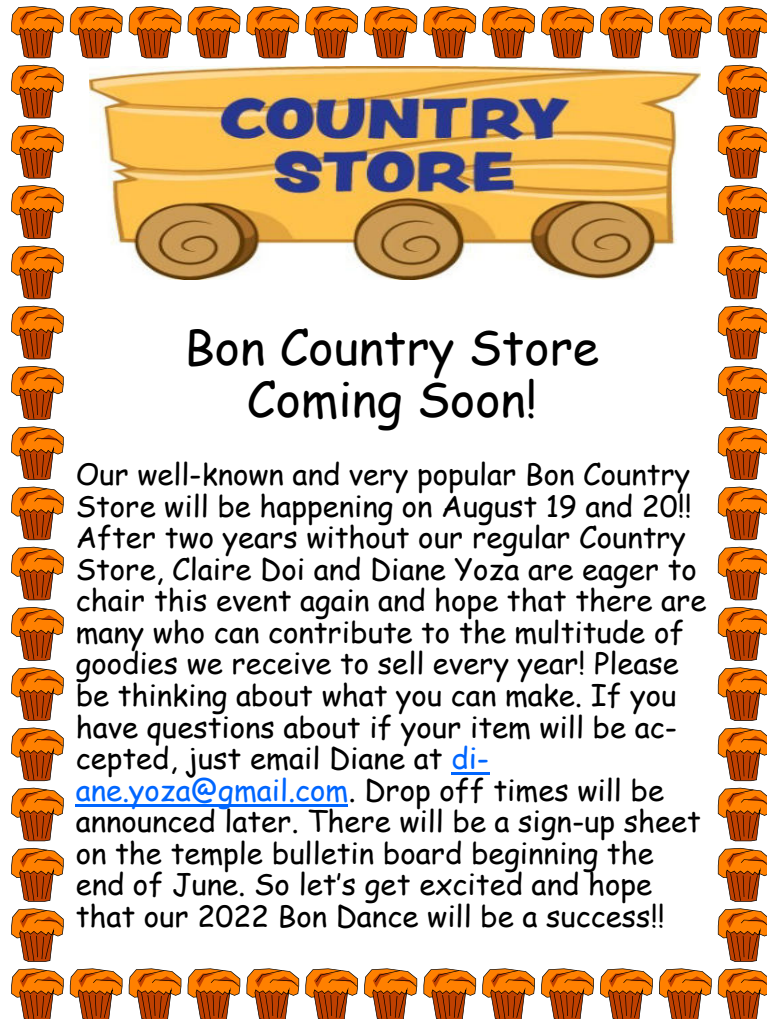 COUNTRY
STORE
Bon Country Store
Coming Soon!
Our well-known and very popular Bon Country
Store will be happening on August 19 and 20!!
After two years without our regular Country
Store, Claire Doi and Diane Yoza are eager to
chair this event again and hope that there are
many who can contribute to the multitude of
goodies we receive to sell every year! Please
be thinking about what you can make. If you
have questions about if your item will be ac-
cepted, just email Diane at di-
ane.yoza@gmail.com. Drop off times will be
announced later. There will be a sign-up sheet
on the temple bulletin board beginning the
end of June. So let’s get excited and hope
that our 2022 Bon Dance will be a success!!